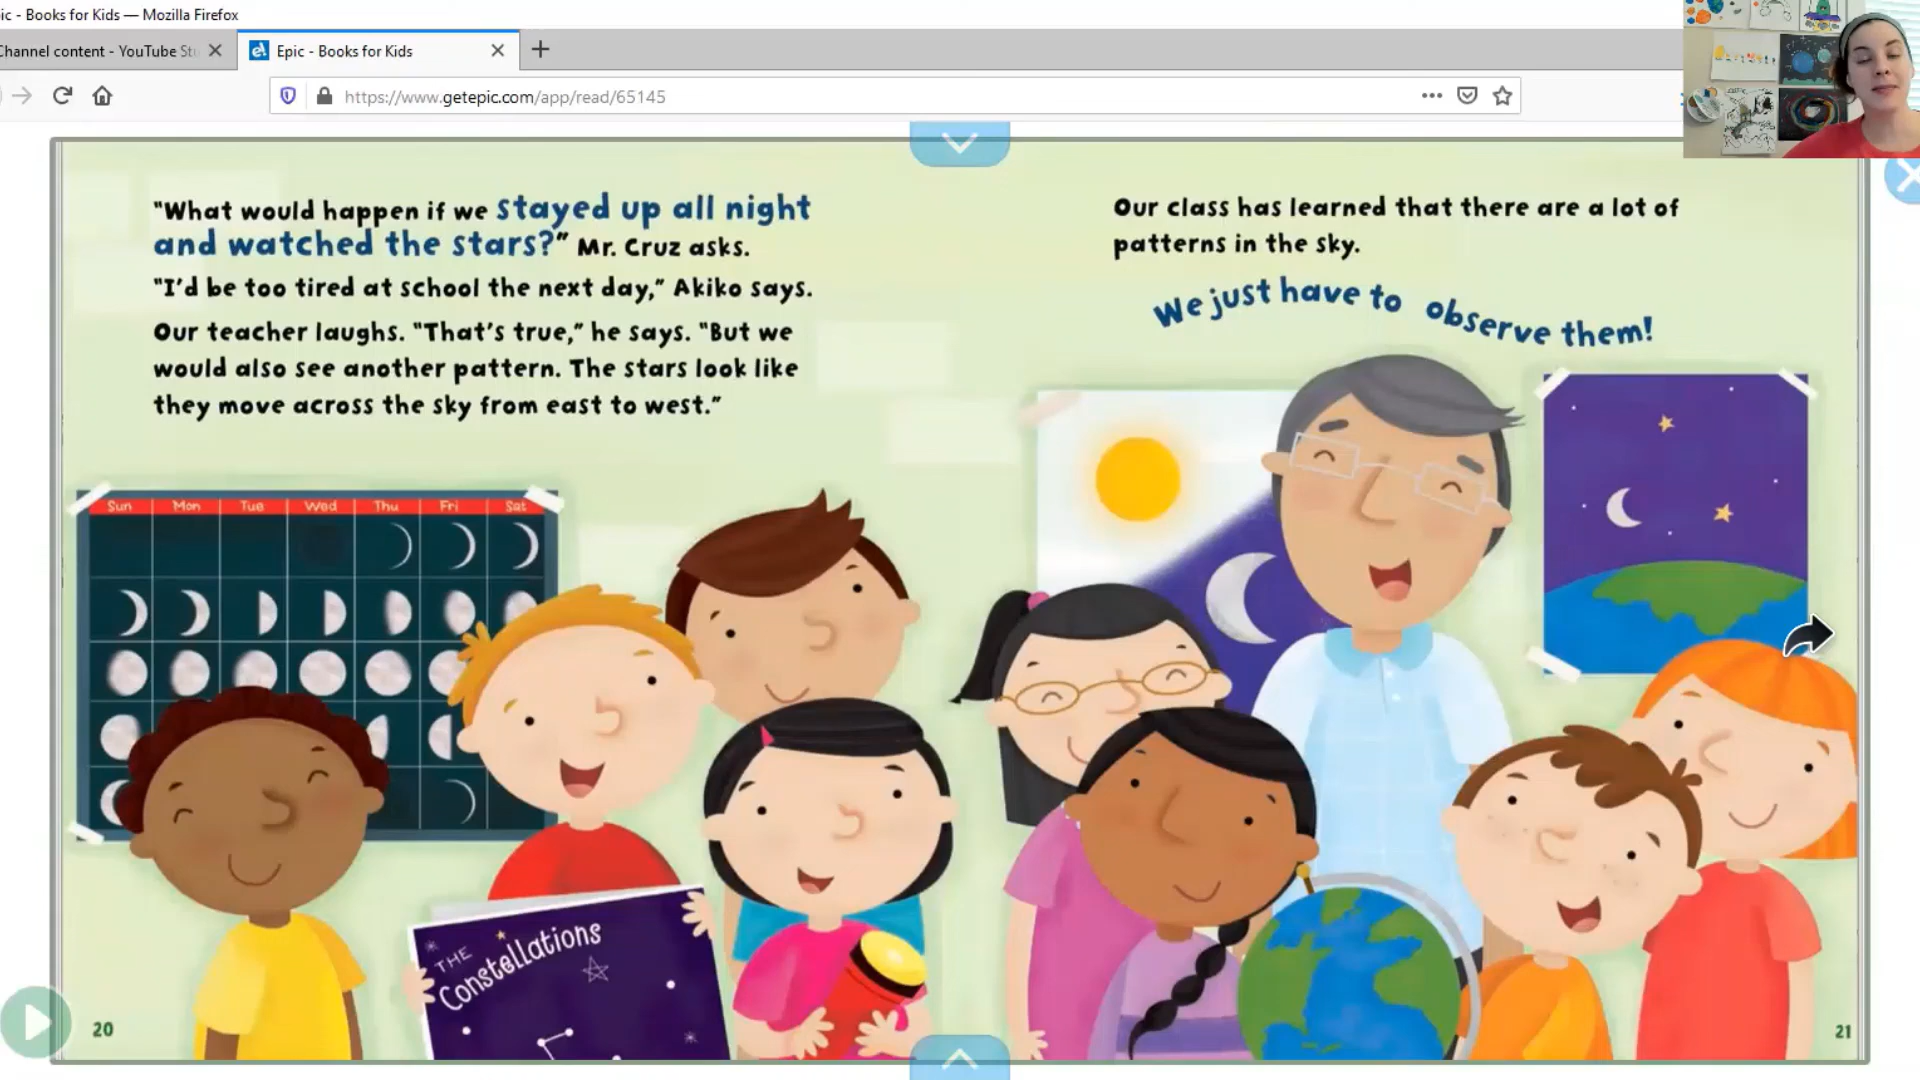 ic - Books for Kids — Mozilla Firefox
Channel content - YouTube Stu
Epic - Books for Kids
https://www.getepic.com/app/read/65145
"What would happen if we stayed up all night
and watched the stars?" Mr. Cruz asks.
"I'd be too tired at school the next day," Akiko says.
Our teacher laughs. "That's true," he says. "But we
would also see another pattern. The stars look like
they move across the sky from east to west."
Our class has learned that there are a lot of
patterns in the sky.
We just have to observe them!
Sun Mon Tue Wed Thu Fri Sat
THE
Constellations
20
21